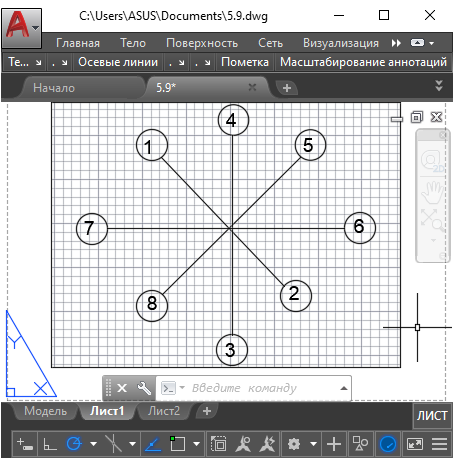 A C:\Users\ASUS\Documents\5.9.dwg
Главная Тело Поверхность Сеть Визуализация
Те... Осевые линии . . Пометка Масштабирование аннотаций
Начало 5.9*
4
1 5
7 6
8 2
3
Y
X
Введите команду
Модель Лист1 Лист2 +
ЛИСТ